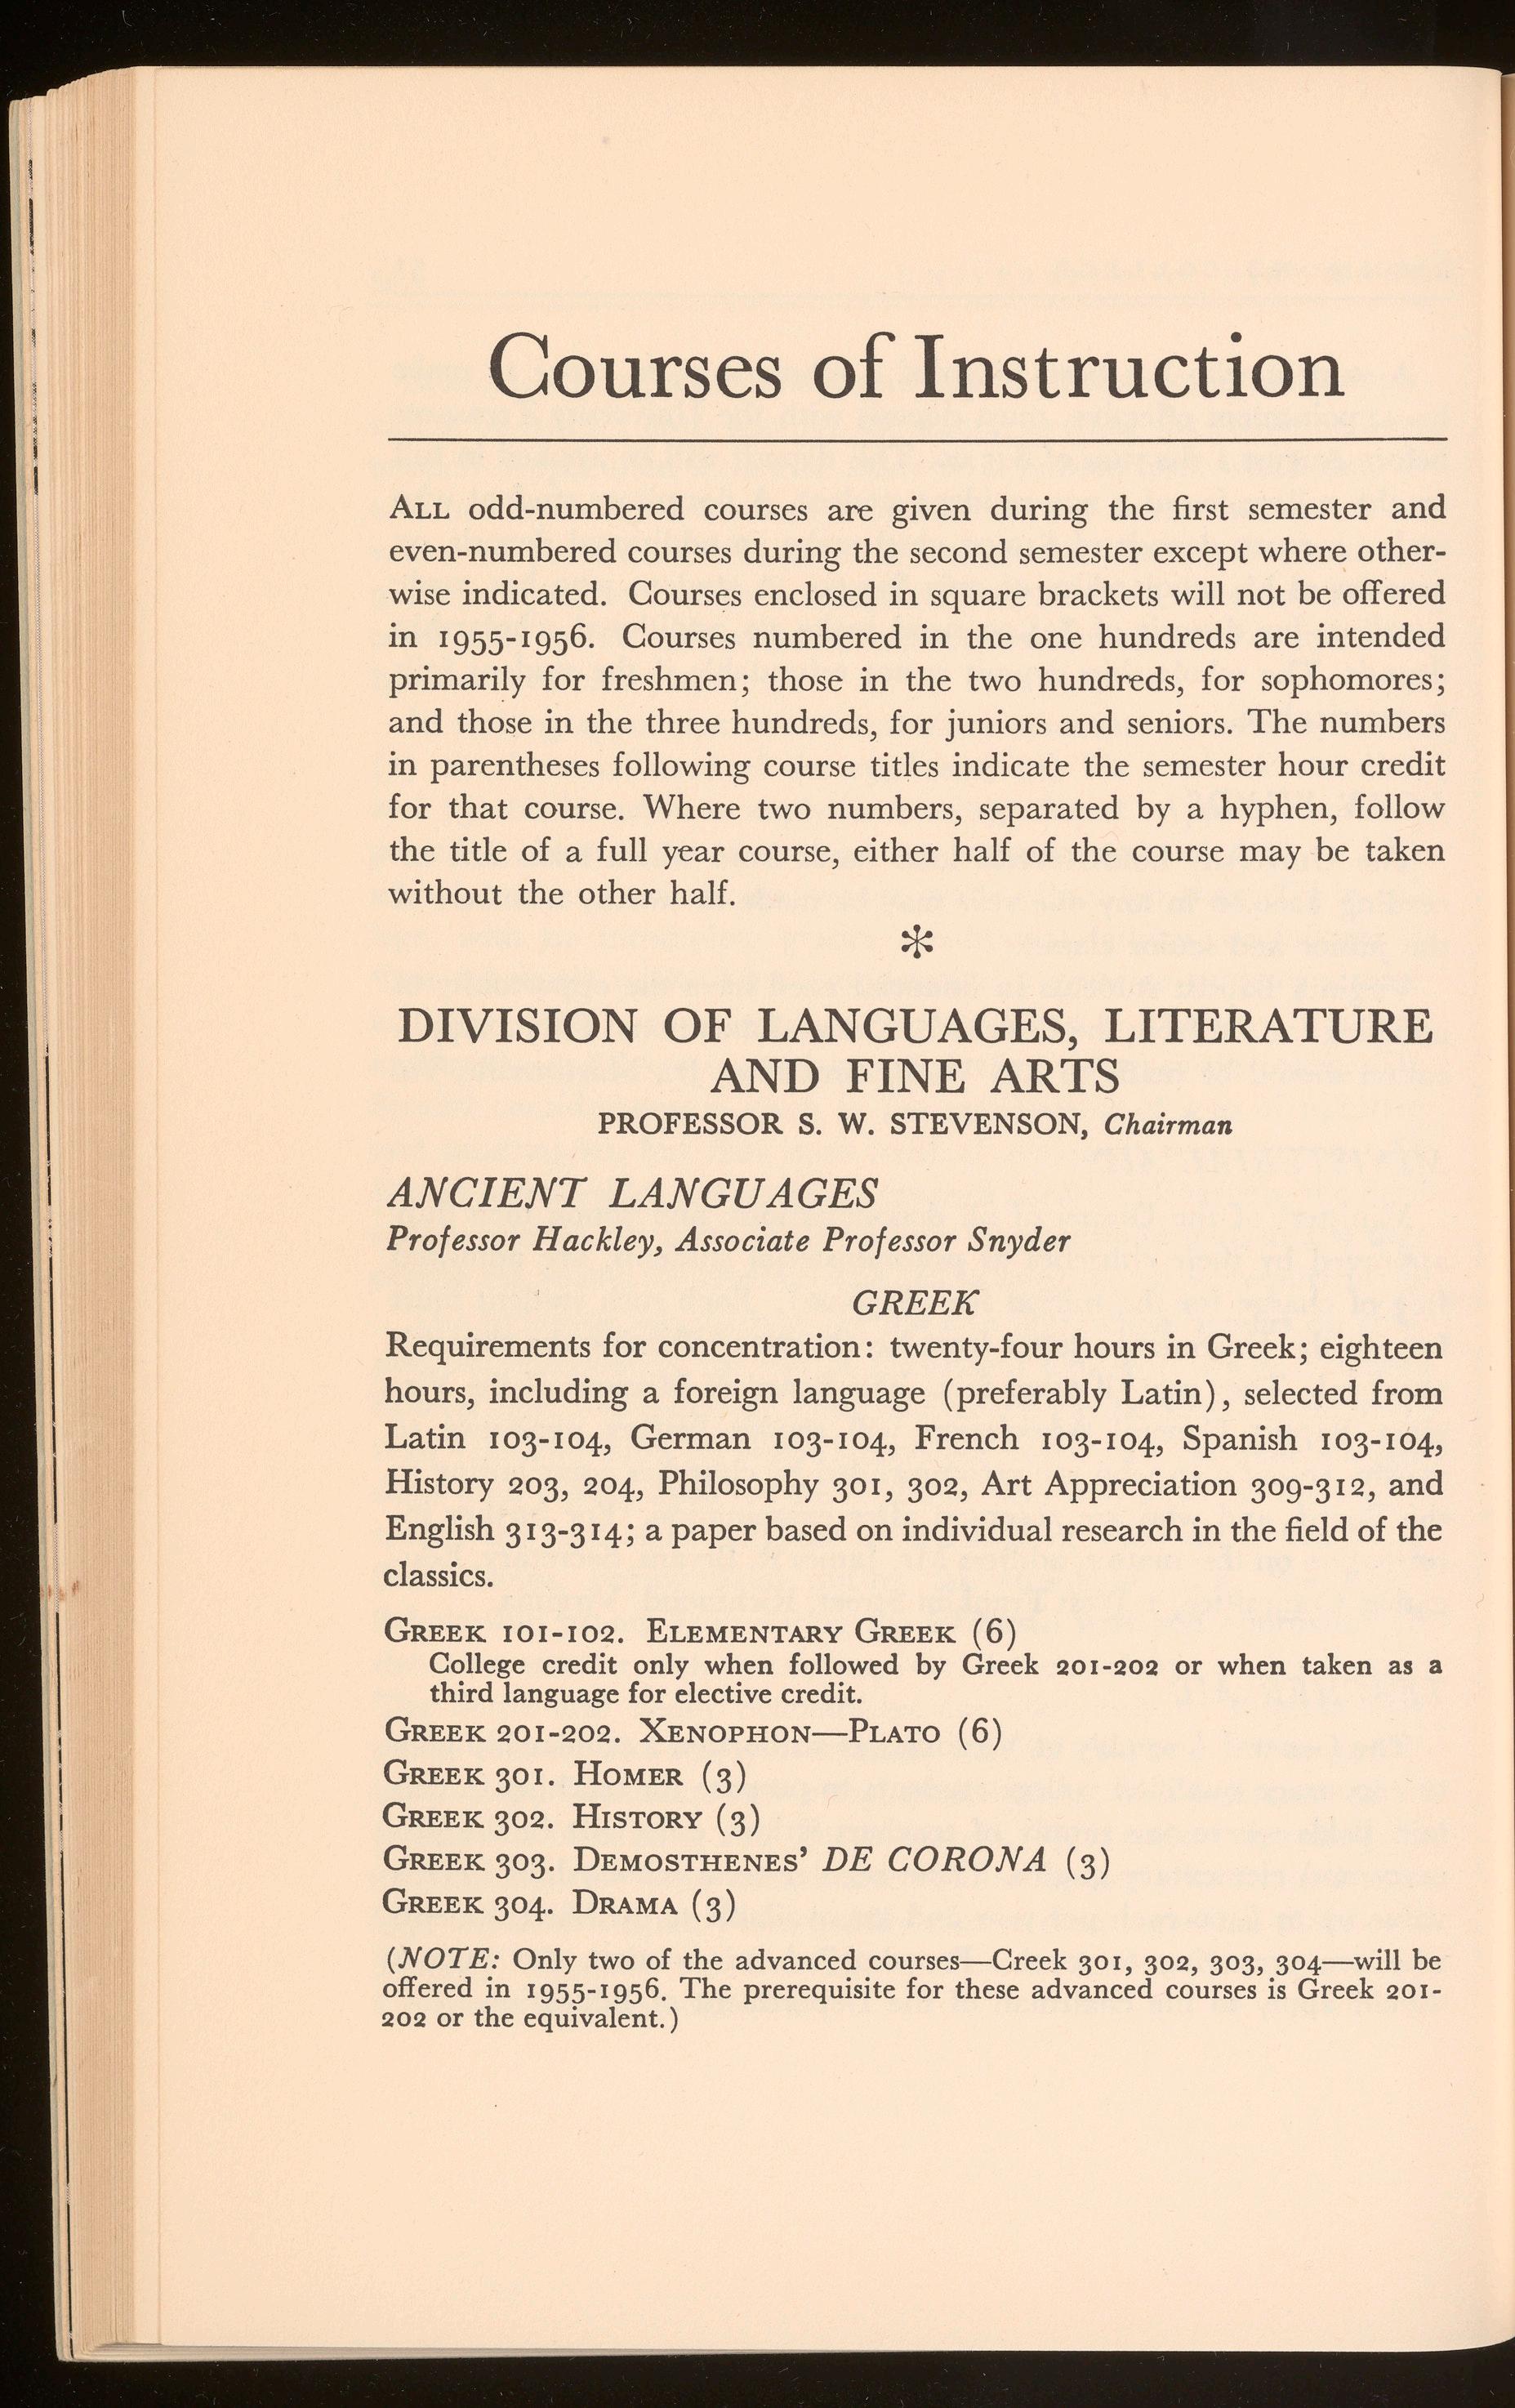 Courses of Instruction
ALL odd-numbered courses are given during the first semester and
even-numbered courses during the second semester except where other-
wise indicated. Courses enclosed in square brackets will not be offered
in 1955-1956. Courses numbered in the one hundreds are intended
primarily for freshmen; those in the two hundreds, for sophomores;
and those in the three hundreds, for juniors and seniors. The numbers
in parentheses following course titles indicate the semester hour credit
for that course. Where two numbers, separated by a hyphen, follow
the title of a full year course, either half of the course may be taken
without the other half.
*
DIVISION OF LANGUAGES, LITERATURE
AND FINE ARTS
PROFESSOR S. W. STEVENSON, Chairman
ANCIENT LANGUAGES
Professor Hackley, Associate Professor Snyder
GREEK
Requirements for concentration: twenty-four hours in Greek; eighteen
hours, including a foreign language (preferably Latin), selected from
Latin 103-104, German 103-104, French 103-104, Spanish 103-104,
History 203, 204, Philosophy 301, 302, Art Appreciation 309-312, and
English 313-314; a paper based on individual research in the field of the
classics.
GREEK 101-102. ELEMENTARY GREEK (6)
College credit only when followed by Greek 201-202 or when taken as a
third language for elective credit.
GREEK 201-202. XENOPHON—PLATO (6)
GREEK 301. HOMER (3)
GREEK 302. HISTORY (3)
GREEK 303. DEMOSTHENES' DE CORONA (3)
GREEK 304. DRAMA (3)
(NOTE: Only two of the advanced courses—Creek 301, 302, 303, 304—will be
offered in 1955-1956. The prerequisite for these advanced courses is Greek 201-
202 or the equivalent.)